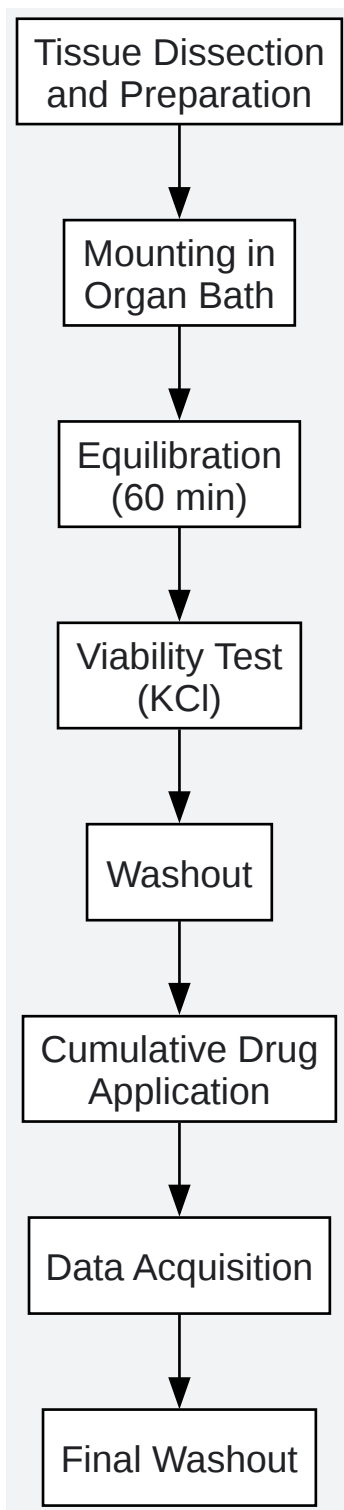 Tissue Dissection
and Preparation
Mounting in
Organ Bath
Equilibration
(60 min)
Viability Test
(KCl)
Washout
Cumulative Drug
Application
Data Acquisition
Final Washout